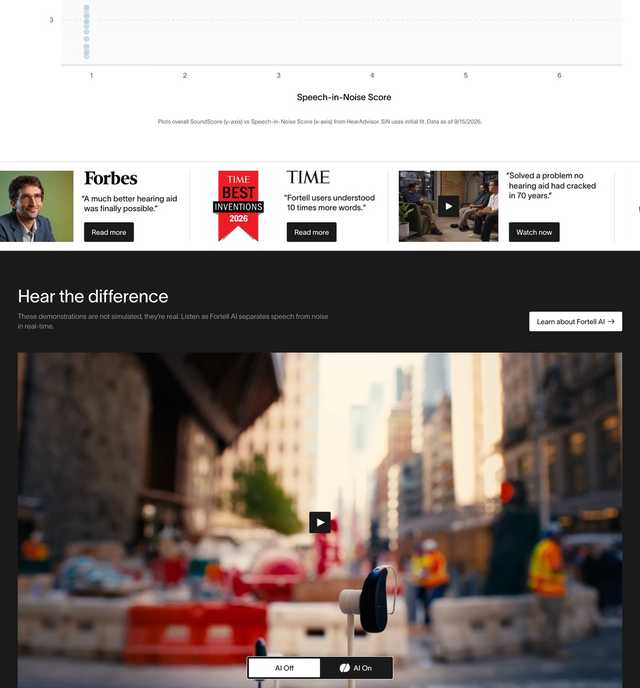 3
1 2 3 4 5 6
Speech-in-Noise Score
Plots overall SoundScore (y-axis) vs Speech-in- Noise Score (x-axis) from HearAdvisor. SiN uses initial fit. Data as of 9/15/2026.
Forbes
"A much better hearing aid
was finally possible."
Read more
TIME
BEST
INVENTIONS
2026
TIME
"Fortell users understood
10 times more words."
Read more
"Solved a problem no
hearing aid had cracked
in 70 years."
Watch now
Hear the difference
These demonstrations are not simulated, they're real. Listen as Fortell AI separates speech from noise
in real-time.
Learn about Fortell AI →
AI Off
AI On